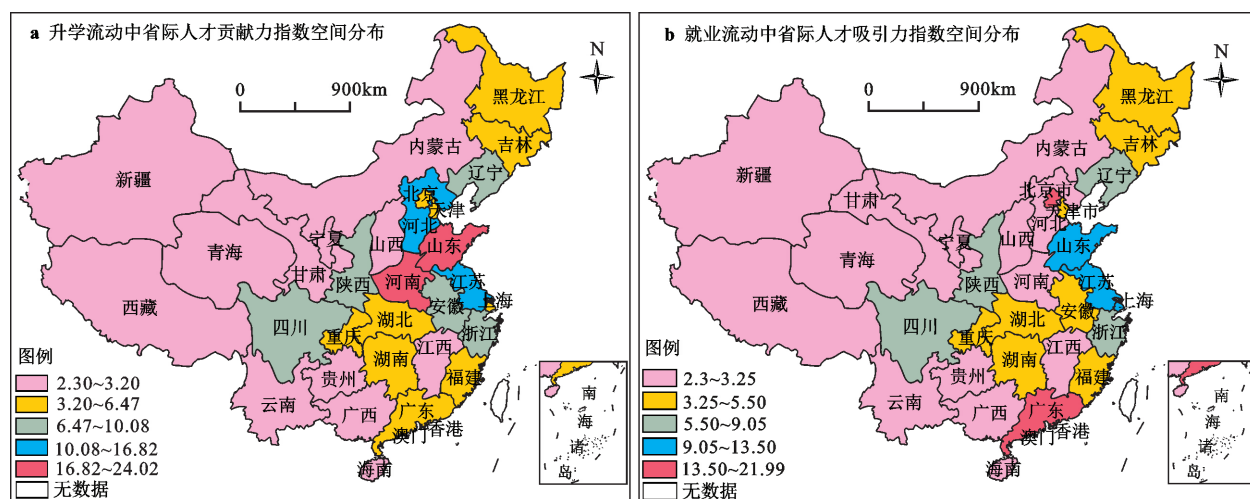 a 升学流动中省际人才贡献力指数空间分布
N
0 900km
黑龙江
吉林
内蒙古
辽宁
新疆
北京
天津
河北
宁夏
山西
山东
青海
甘肃
陕西
河南
江苏
西藏
安徽
上海
四川
湖北
重庆
浙江
湖南
江西
贵州
福建
云南
广西
广东
澳门
香港
海南
图例
2.30~3.20
3.20~6.47
6.47~10.08
10.08~16.82
16.82~24.02
无数据
南
海
诸
岛
b 就业流动中省际人才吸引力指数空间分布
N
0 900km
黑龙江
吉林
内蒙古
辽宁
新疆
北京市
甘肃
天津市
河北
宁夏
山西
山东
青海
陕西
河南
江苏
西藏
安徽
上海
四川
湖北
重庆
浙江
湖南
江西
贵州
福建
云南
广西
广东
澳门
香港
海南
图例
2.3~3.25
3.25~5.50
5.50~9.05
9.05~13.50
13.50~21.99
无数据
南
海
诸
岛